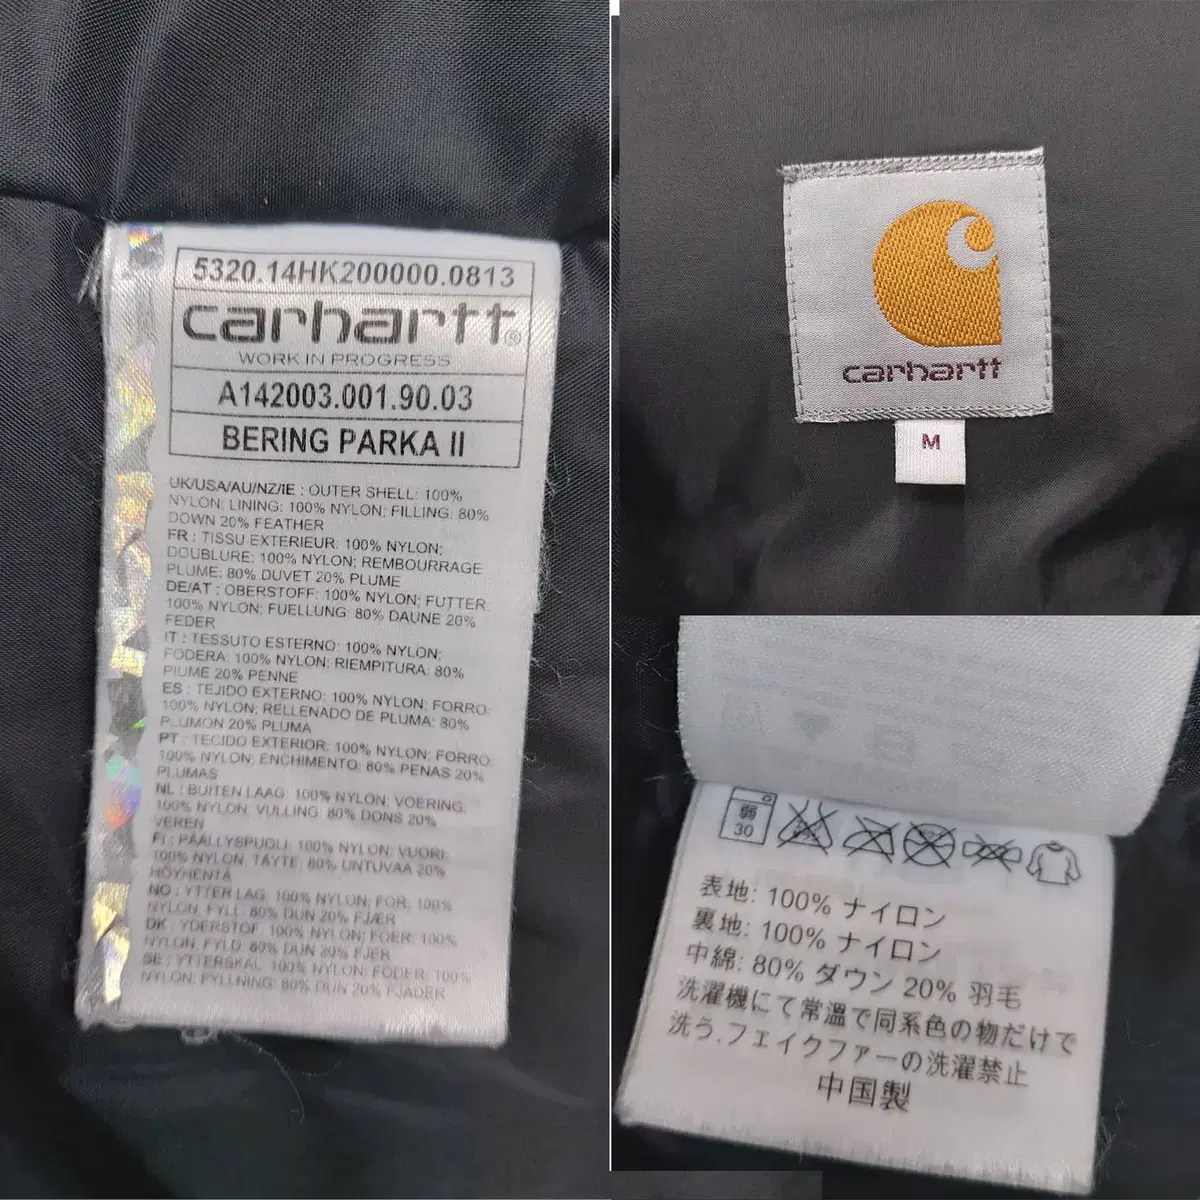 5320.14HK200000.0813
carhartt®
WORK IN PROGRESS
A142003.001.90.03
BERING PARKA II
UK/USA/AU/NZ/IE : OUTER SHELL: 100%
NYLON; LINING: 100% NYLON; FILLING: 80%
DOWN 20% FEATHER
FR : TISSU EXTERIEUR: 100% NYLON;
DOUBLURE: 100% NYLON; REMBOURRAGE
PLUME: 80% DUVET 20% PLUME
DE/AT : OBERSTOFF: 100% NYLON; FUTTER:
100% NYLON; FUELLUNG: 80% DAUNE 20%
FEDER
IT : TESSUTO ESTERNO: 100% NYLON;
FODERA: 100% NYLON; RIEMPITURA: 80%
PIUME 20% PENNE
ES : TEJIDO EXTERNO: 100% NYLON; FORRO:
100% NYLON; RELLENADO DE PLUMA: 80%
PLUMON 20% PLUMA
PT : TECIDO EXTERIOR: 100% NYLON; FORRO:
100% NYLON; ENCHIMENTO: 80% PENAS 20%
PLUMAS
NL : BUITEN LAAG: 100% NYLON; VOERING:
100% NYLON; VULLING: 80% DONS 20%
VEREN
FI : PÄÄLLYSPUOLI: 100% NYLON; VUORI:
100% NYLON; TÄYTE: 80% UNTUVAA 20%
HÖYHENTÄ
NO : YTTER LAG: 100% NYLON; FOR: 100%
NYLON; FYLL: 80% DUN 20% FJÆR
DK : YDERSTOF: 100% NYLON; FOER: 100%
NYLON; FYLD: 80% DUN 20% FJER
SE : YTTERSKAL: 100% NYLON; FODER: 100%
NYLON; FYLLNING: 80% DUN 20% FJADER
carhartt
M
弱
30
表地: 100% ナイロン
裏地: 100% ナイロン
中綿: 80% ダウン 20% 羽毛
洗濯機にて常温で同系色の物だけで
洗う.フェイクファーの洗濯禁止
中国製